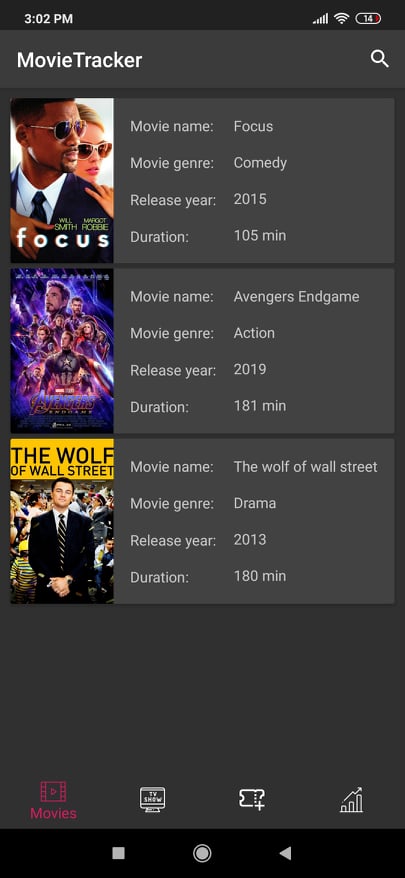 3:02 PM
14
MovieTracker
WILL SMITH
MARGOT ROBBIE
focus
Movie name: Focus
Movie genre: Comedy
Release year: 2015
Duration: 105 min
AVENGERS
ENDGAME
Movie name: Avengers Endgame
Movie genre: Action
Release year: 2019
Duration: 181 min
THE WOLF
OF WALL STREET
Movie name: The wolf of wall street
Movie genre: Drama
Release year: 2013
Duration: 180 min
TV
SHOW
Movies